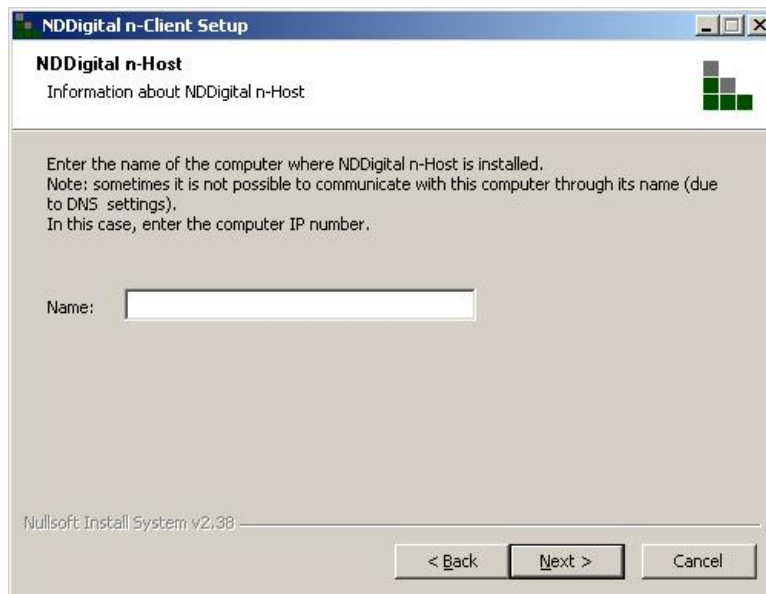 NDDigital n-Client Setup
NDDigital n-Host
Information about NDDigital n-Host
Enter the name of the computer where NDDigital n-Host is installed.
Note: sometimes it is not possible to communicate with this computer through its name (due
to DNS settings).
In this case, enter the computer IP number.
Name:
Nullsoft Install System v2.38
< Back
Next >
Cancel